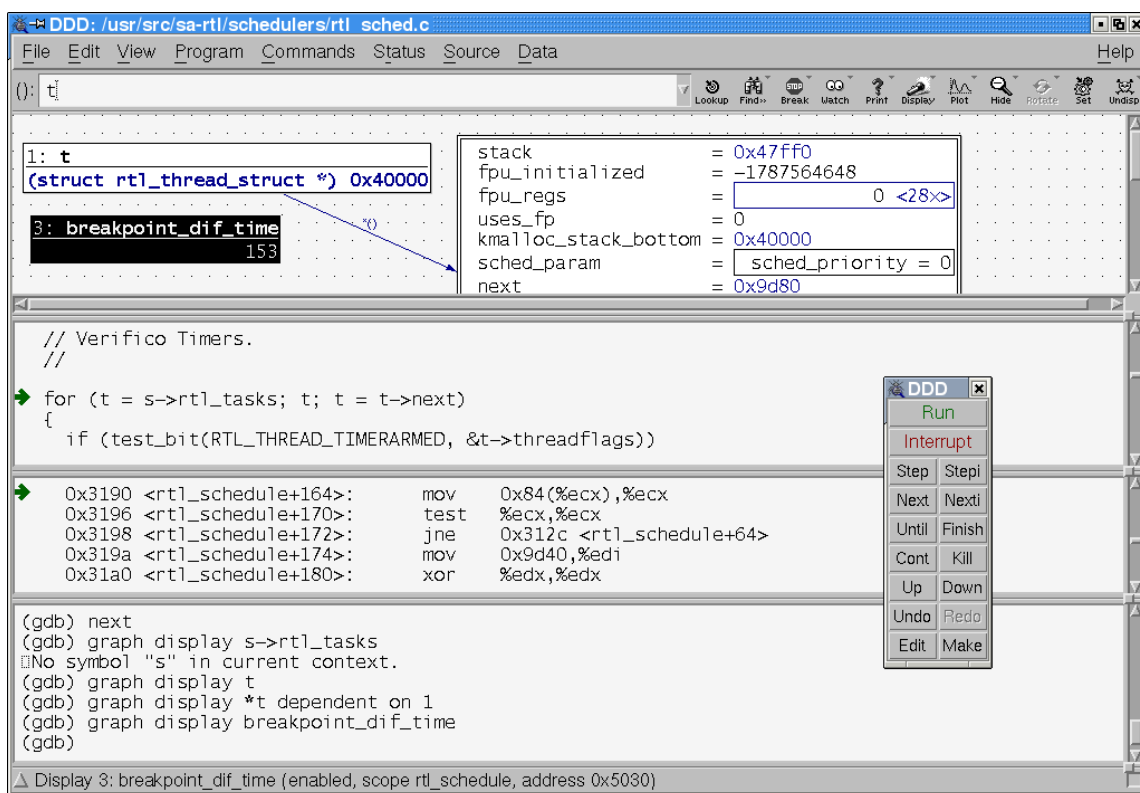 DDD: /usr/src/sa-rtl/schedulers/rtl_sched.c
File Edit View Program Commands Status Source Data Help
(): t
Lookup Find» Break Watch Print Display Plot Hide Rotate Set Undisp
STOP
1: t
(struct rtl_thread_struct *) 0x40000
*()
3: breakpoint_dif_time
153
stack = 0x47ff0
fpu_initialized = -1787564648
fpu_regs = 0 <28x>
uses_fp = 0
kmalloc_stack_bottom = 0x40000
sched_param = sched_priority = 0
next = 0x9d80
// Verifico Timers.
//
for (t = s->rtl_tasks; t; t = t->next)
{
if (test_bit(RTL_THREAD_TIMERARMED, &t->threadflags))
0x3190 <rtl_schedule+164>: mov 0x84(%ecx),%ecx
0x3196 <rtl_schedule+170>: test %ecx,%ecx
0x3198 <rtl_schedule+172>: jne 0x312c <rtl_schedule+64>
0x319a <rtl_schedule+174>: mov 0x9d40,%edi
0x31a0 <rtl_schedule+180>: xor %edx,%edx
DDD
Run
Interrupt
Step Stepi
Next Nexti
Until Finish
Cont Kill
Up Down
Undo Redo
Edit Make
(gdb) next
(gdb) graph display s->rtl_tasks
No symbol "s" in current context.
(gdb) graph display t
(gdb) graph display *t dependent on 1
(gdb) graph display breakpoint_dif_time
(gdb)
Display 3: breakpoint_dif_time (enabled, scope rtl_schedule, address 0x5030)